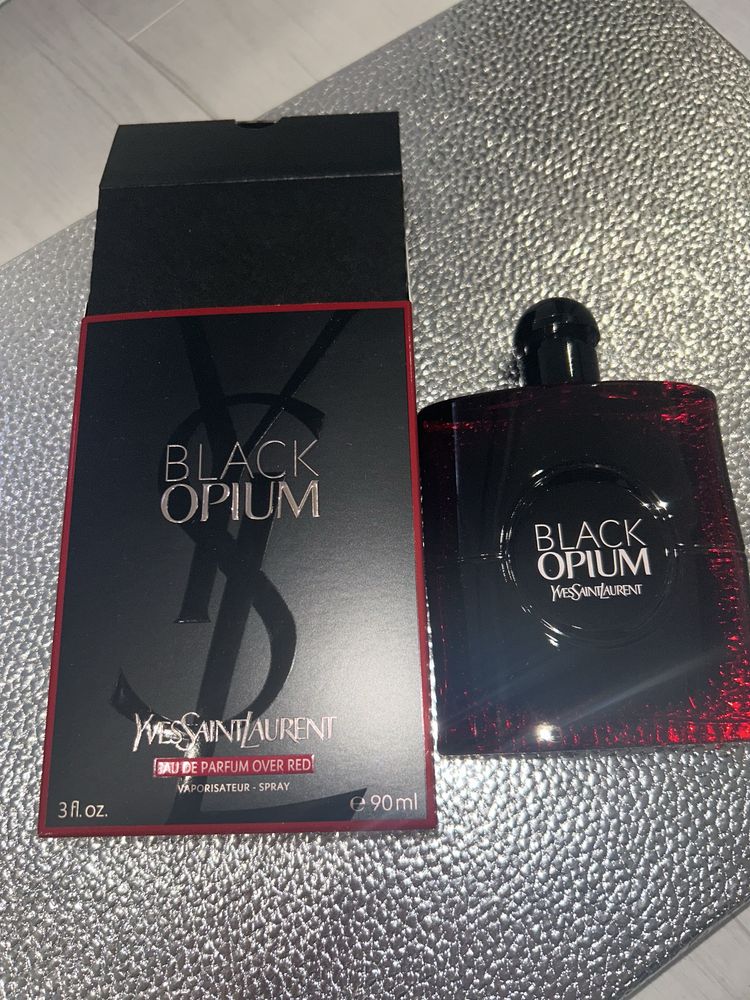 BLACK
OPIUM
YVESSAINTLAURENT
EAU DE PARFUM OVER RED
VAPORISATEUR - SPRAY
3 fl. oz.
e 90 ml
BLACK
OPIUM
YVESSAINTLAURENT